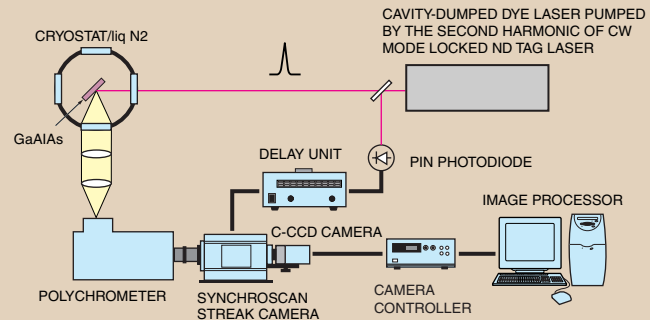 CAVITY-DUMPED DYE LASER PUMPED
BY THE SECOND HARMONIC OF CW
MODE LOCKED ND TAG LASER
CRYOSTAT/liq N2
GaAlAs
DELAY UNIT
PIN PHOTODIODE
IMAGE PROCESSOR
C-CCD CAMERA
POLYCHROMETER
SYNCHROSCAN
STREAK CAMERA
CAMERA
CONTROLLER